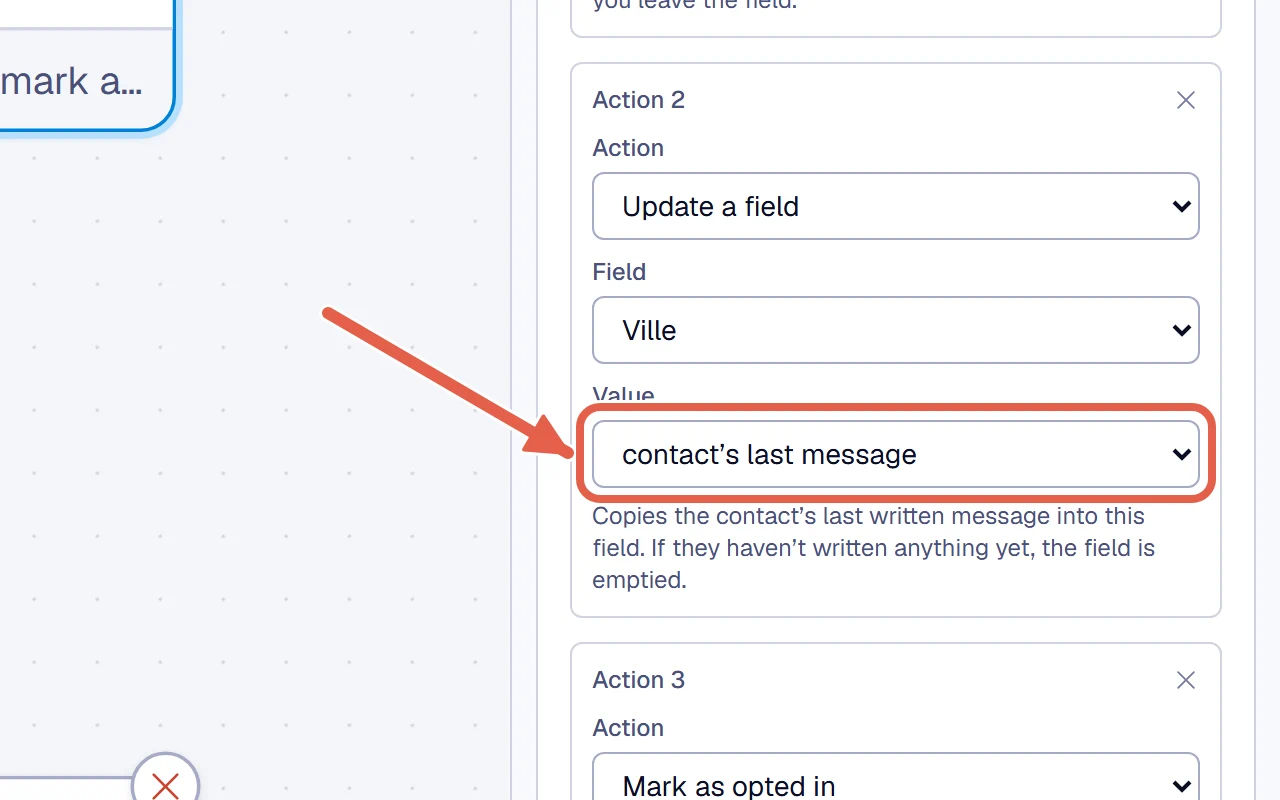 you leave the field.
mark a...
Action 2
Action
Update a field
Field
Ville
Value
contact’s last message
Copies the contact’s last written message into this
field. If they haven’t written anything yet, the field is
emptied.
Action 3
Action
Mark as opted in